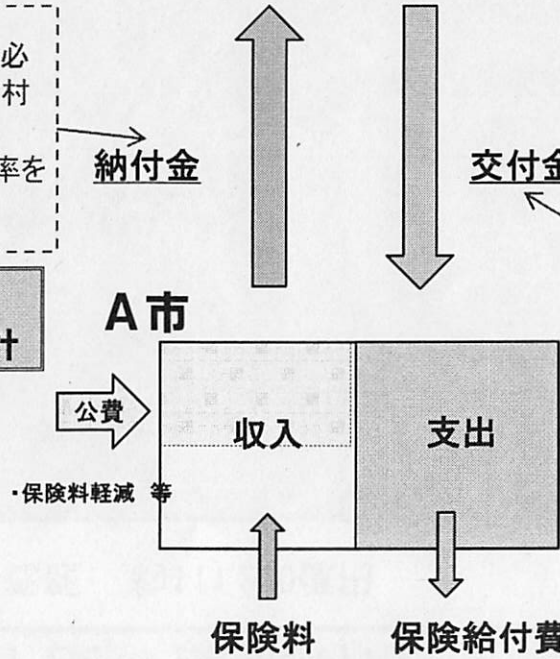 必
村
率を
納付金
交付金
A市
計
公費
収入
支出
・保険料軽減 等
保険料
保険給付費